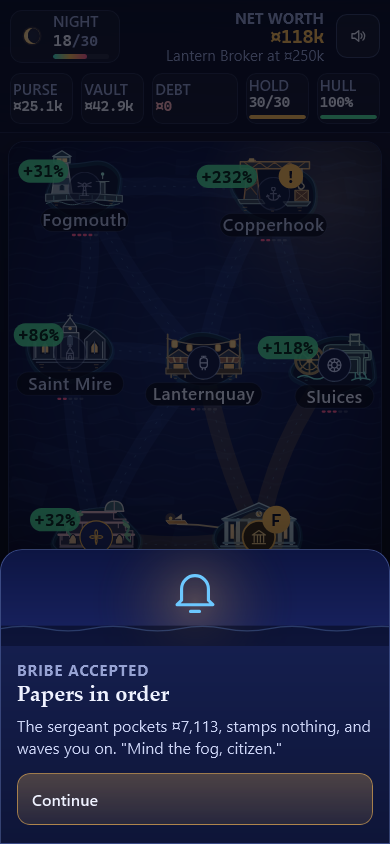 NIGHT
18/30
NET WORTH
¤118k
Lantern Broker at ¤250k
PURSE
¤25.1k
VAULT
¤42.9k
DEBT
¤0
HOLD
30/30
HULL
100%
+31%
Fogmouth
+232%
!
Copperhook
+86%
Saint Mire
Lanternquay
+118%
Sluices
+32%
F
BRIBE ACCEPTED
Papers in order
The sergeant pockets ¤7,113, stamps nothing, and
waves you on. "Mind the fog, citizen."
Continue